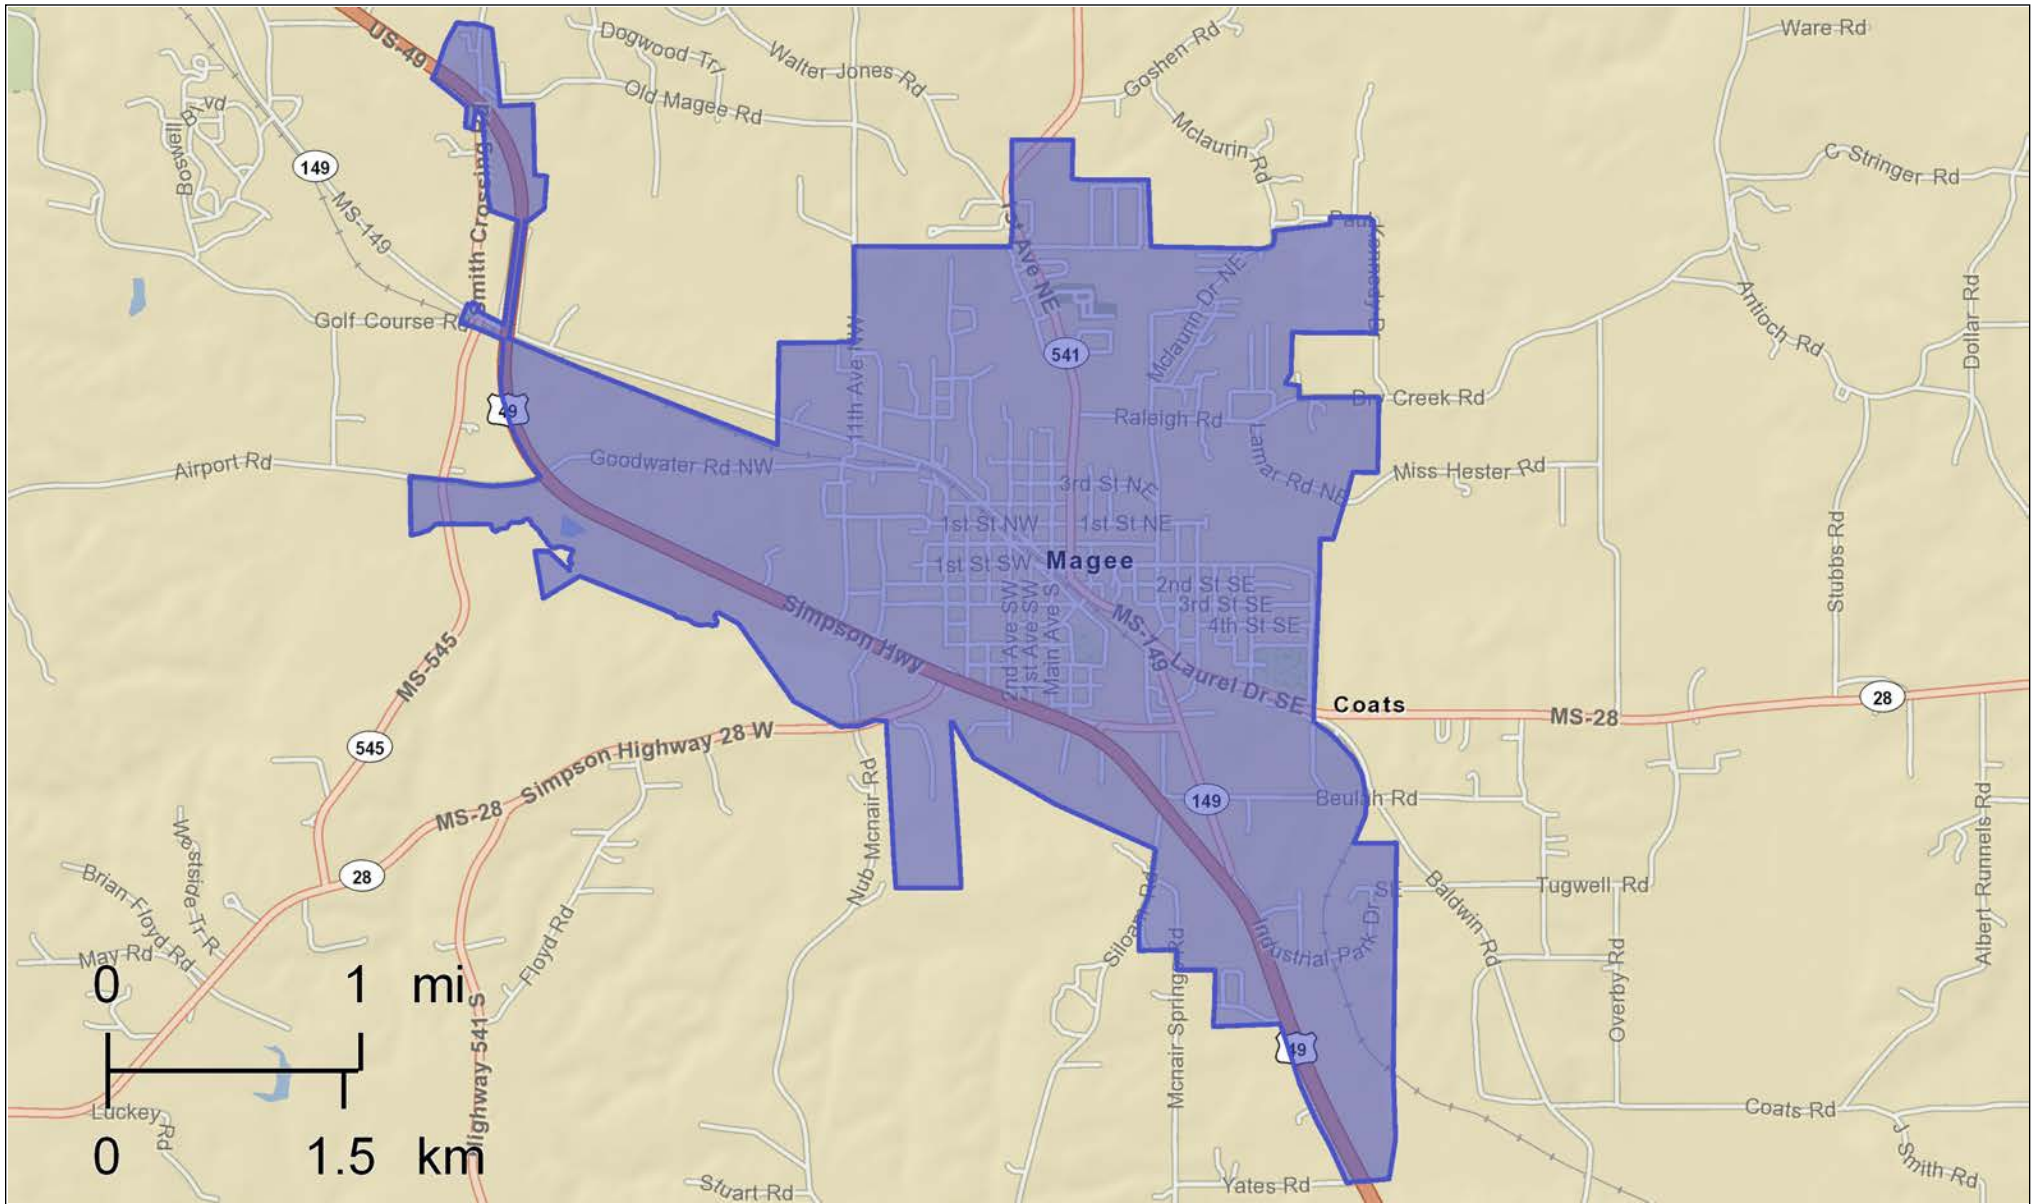 US-49
Dogwood Tr
Walter Jones Rd
Goshen Rd
Ware Rd
Old Magee Rd
Mclaurin Rd
C Stringer Rd
Boswell
Blvd
149
MS-149
Smith Crossing
1st Ave NE
Mclaurin Dr NE
Paul
Kennedy Dr
Antioch Rd
Dollar Rd
Golf Course Rd
541
49
11th Ave NW
Raleigh Rd
Dry Creek Rd
Lamar Rd NE
Airport Rd
Goodwater Rd NW
Miss Hester Rd
3rd St NE
1st St NW
1st St NE
Stubbs Rd
1st St SW
Magee
2nd St SE
3rd St SE
4th St SE
Simpson Hwy
2nd Ave SW
1st Ave SW
Main Ave S
MS-149
Laurel Dr SE
Coats
MS-28
28
MS-545
545
Simpson Highway 28 W
MS-28
28
Nub Mcnair Rd
149
Beulah Rd
Westside Tr R
Brian Floyd Rd
May Rd
Floyd Rd
Siloam Rd
Mcnair Springs Rd
Industrial Park Dr SE
Baldwin Rd
Tugwell Rd
Overby Rd
Albert Runnels Rd
Highway 541 S
49
0 1 mi
0 1.5 km
Luckey Rd
Stuart Rd
Yates Rd
Coats Rd
J Smith Rd